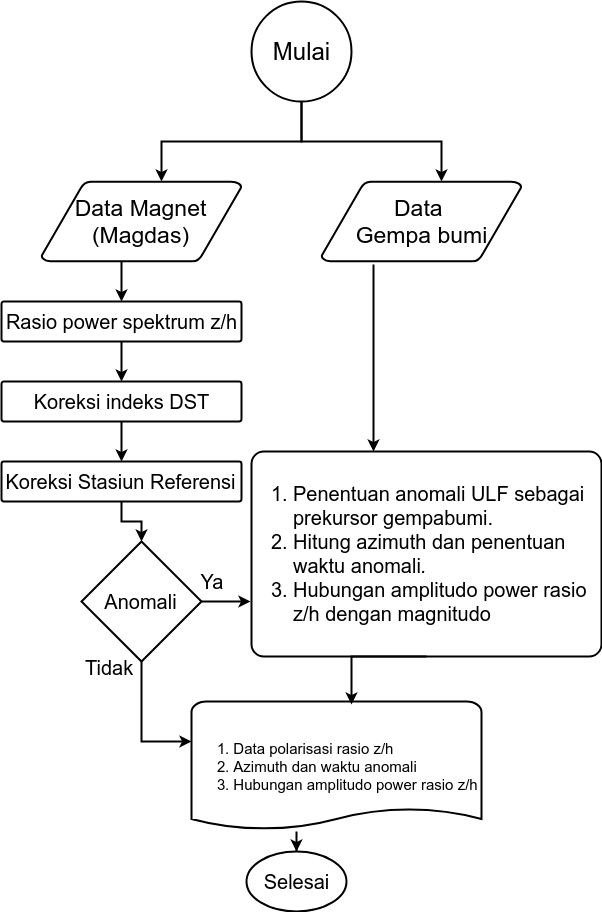 Mulai
Data Magnet
(Magdas)
Data
Gempa bumi
Rasio power spektrum z/h
Koreksi indeks DST
Koreksi Stasiun Referensi
1. Penentuan anomali ULF sebagai
prekursor gempabumi.
2. Hitung azimuth dan penentuan
waktu anomali.
3. Hubungan amplitudo power rasio
z/h dengan magnitudo
Anomali
Ya
Tidak
1. Data polarisasi rasio z/h
2. Azimuth dan waktu anomali
3. Hubungan amplitudo power rasio z/h
Selesai